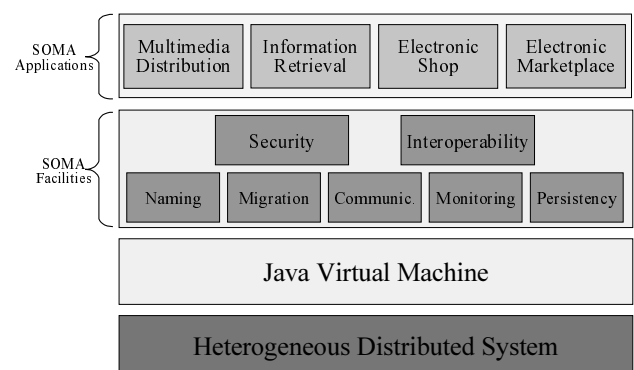 SOMA
Applications
Multimedia
Distribution
Information
Retrieval
Electronic
Shop
Electronic
Marketplace
SOMA
Facilities
Security
Interoperability
Naming
Migration
Communic.
Monitoring
Persistency
Java Virtual Machine
Heterogeneous Distributed System